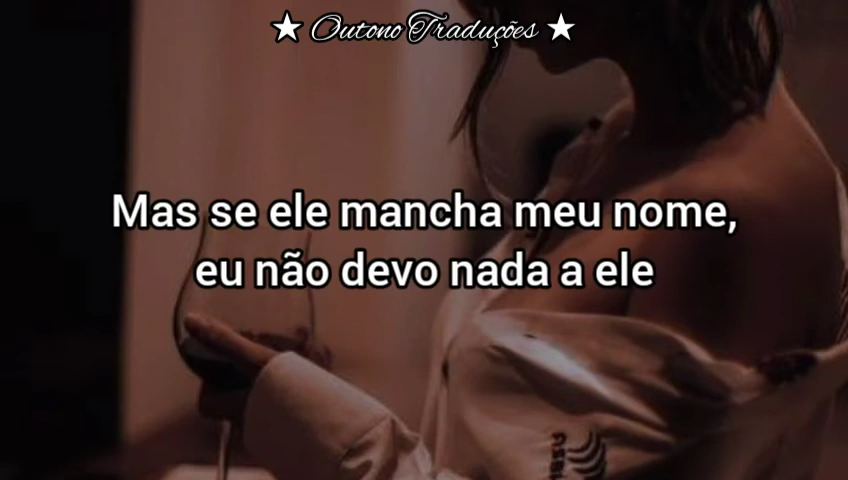 ★ Outono Traduções ★
Mas se ele mancha meu nome,
eu não devo nada a ele